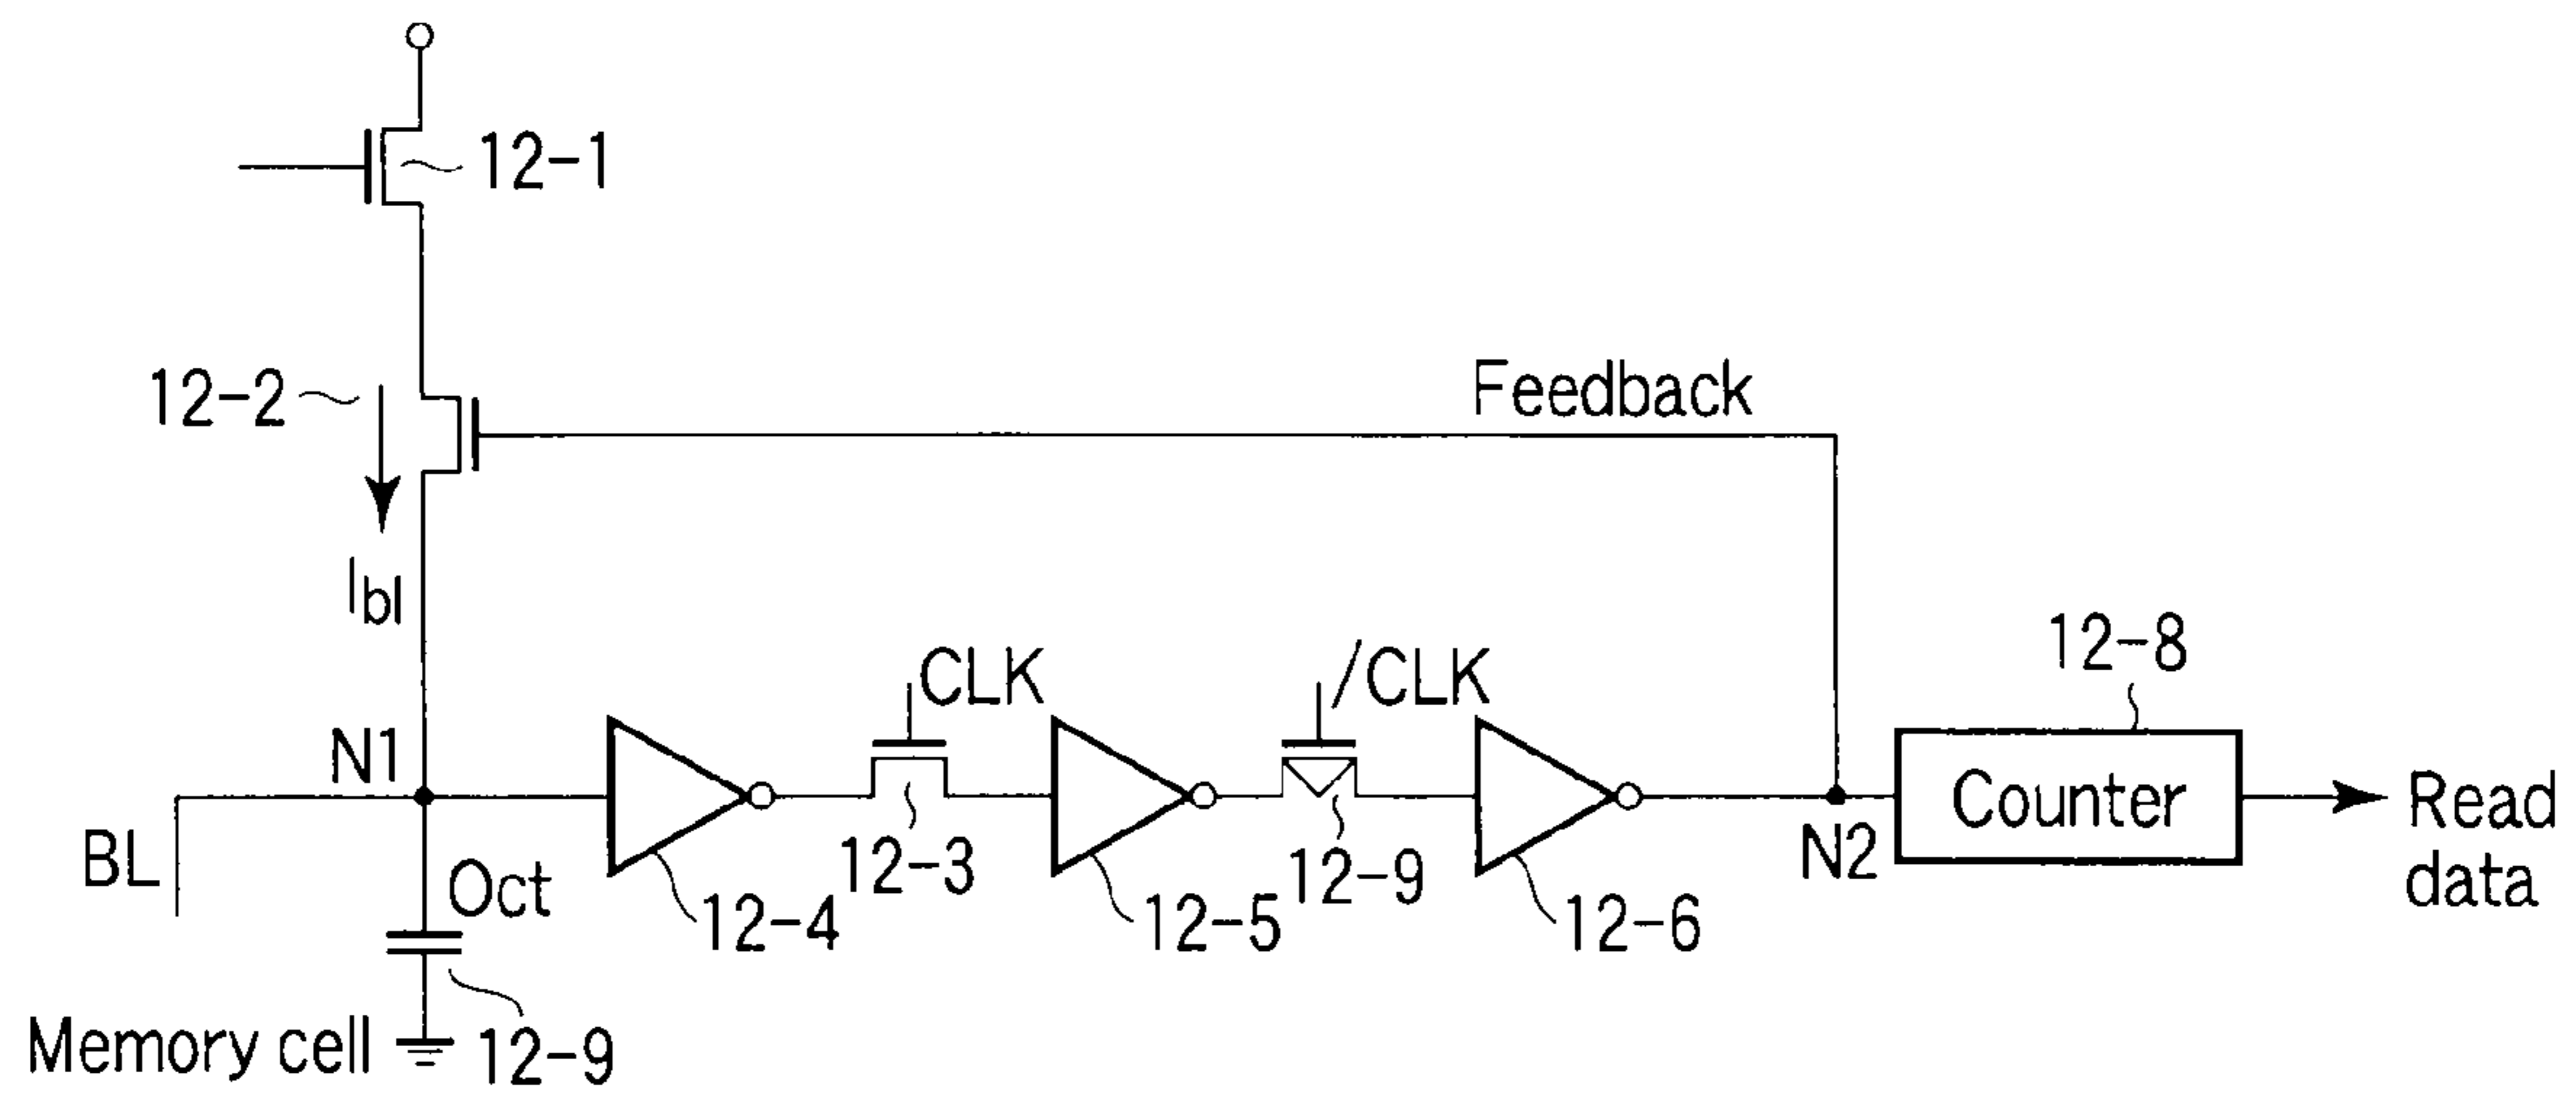 12-1
12-2
Feedback
Ibl
12-8
CLK
/CLK
N1
Counter
Read
data
BL
Oct
12-3
12-9
N2
12-4
12-5
12-6
Memory cell
12-9